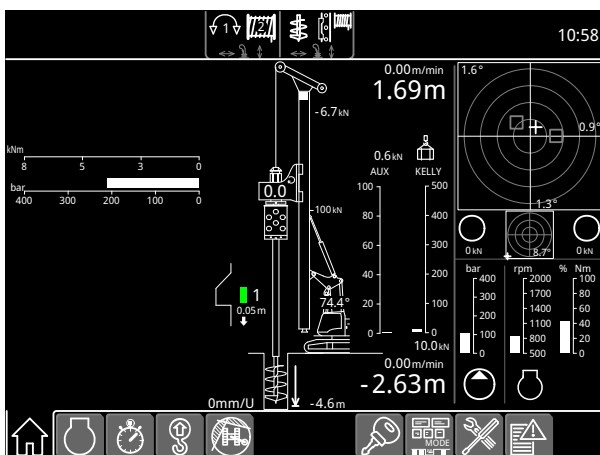 1 2
10:58
0.00m/min
1.69m
1.6°
-6.7kN
0.9°
kNm
8 5 3 0
0.6kN
AUX KELLY
bar
400 300 200 100 0
0.0
100 500
80 400
60 300
40 200
20 100
0 0
100kN
1.3°
0kN 8.7° 0kN
74.4°
1
0.05m
10.0kN
bar rpm % Nm
400 2000 100
300 1700 80
1400 60
200 1100 40
100 800 20
0 500 0
0.00m/min
-2.63m
0mm/U
-4.6m
MODE